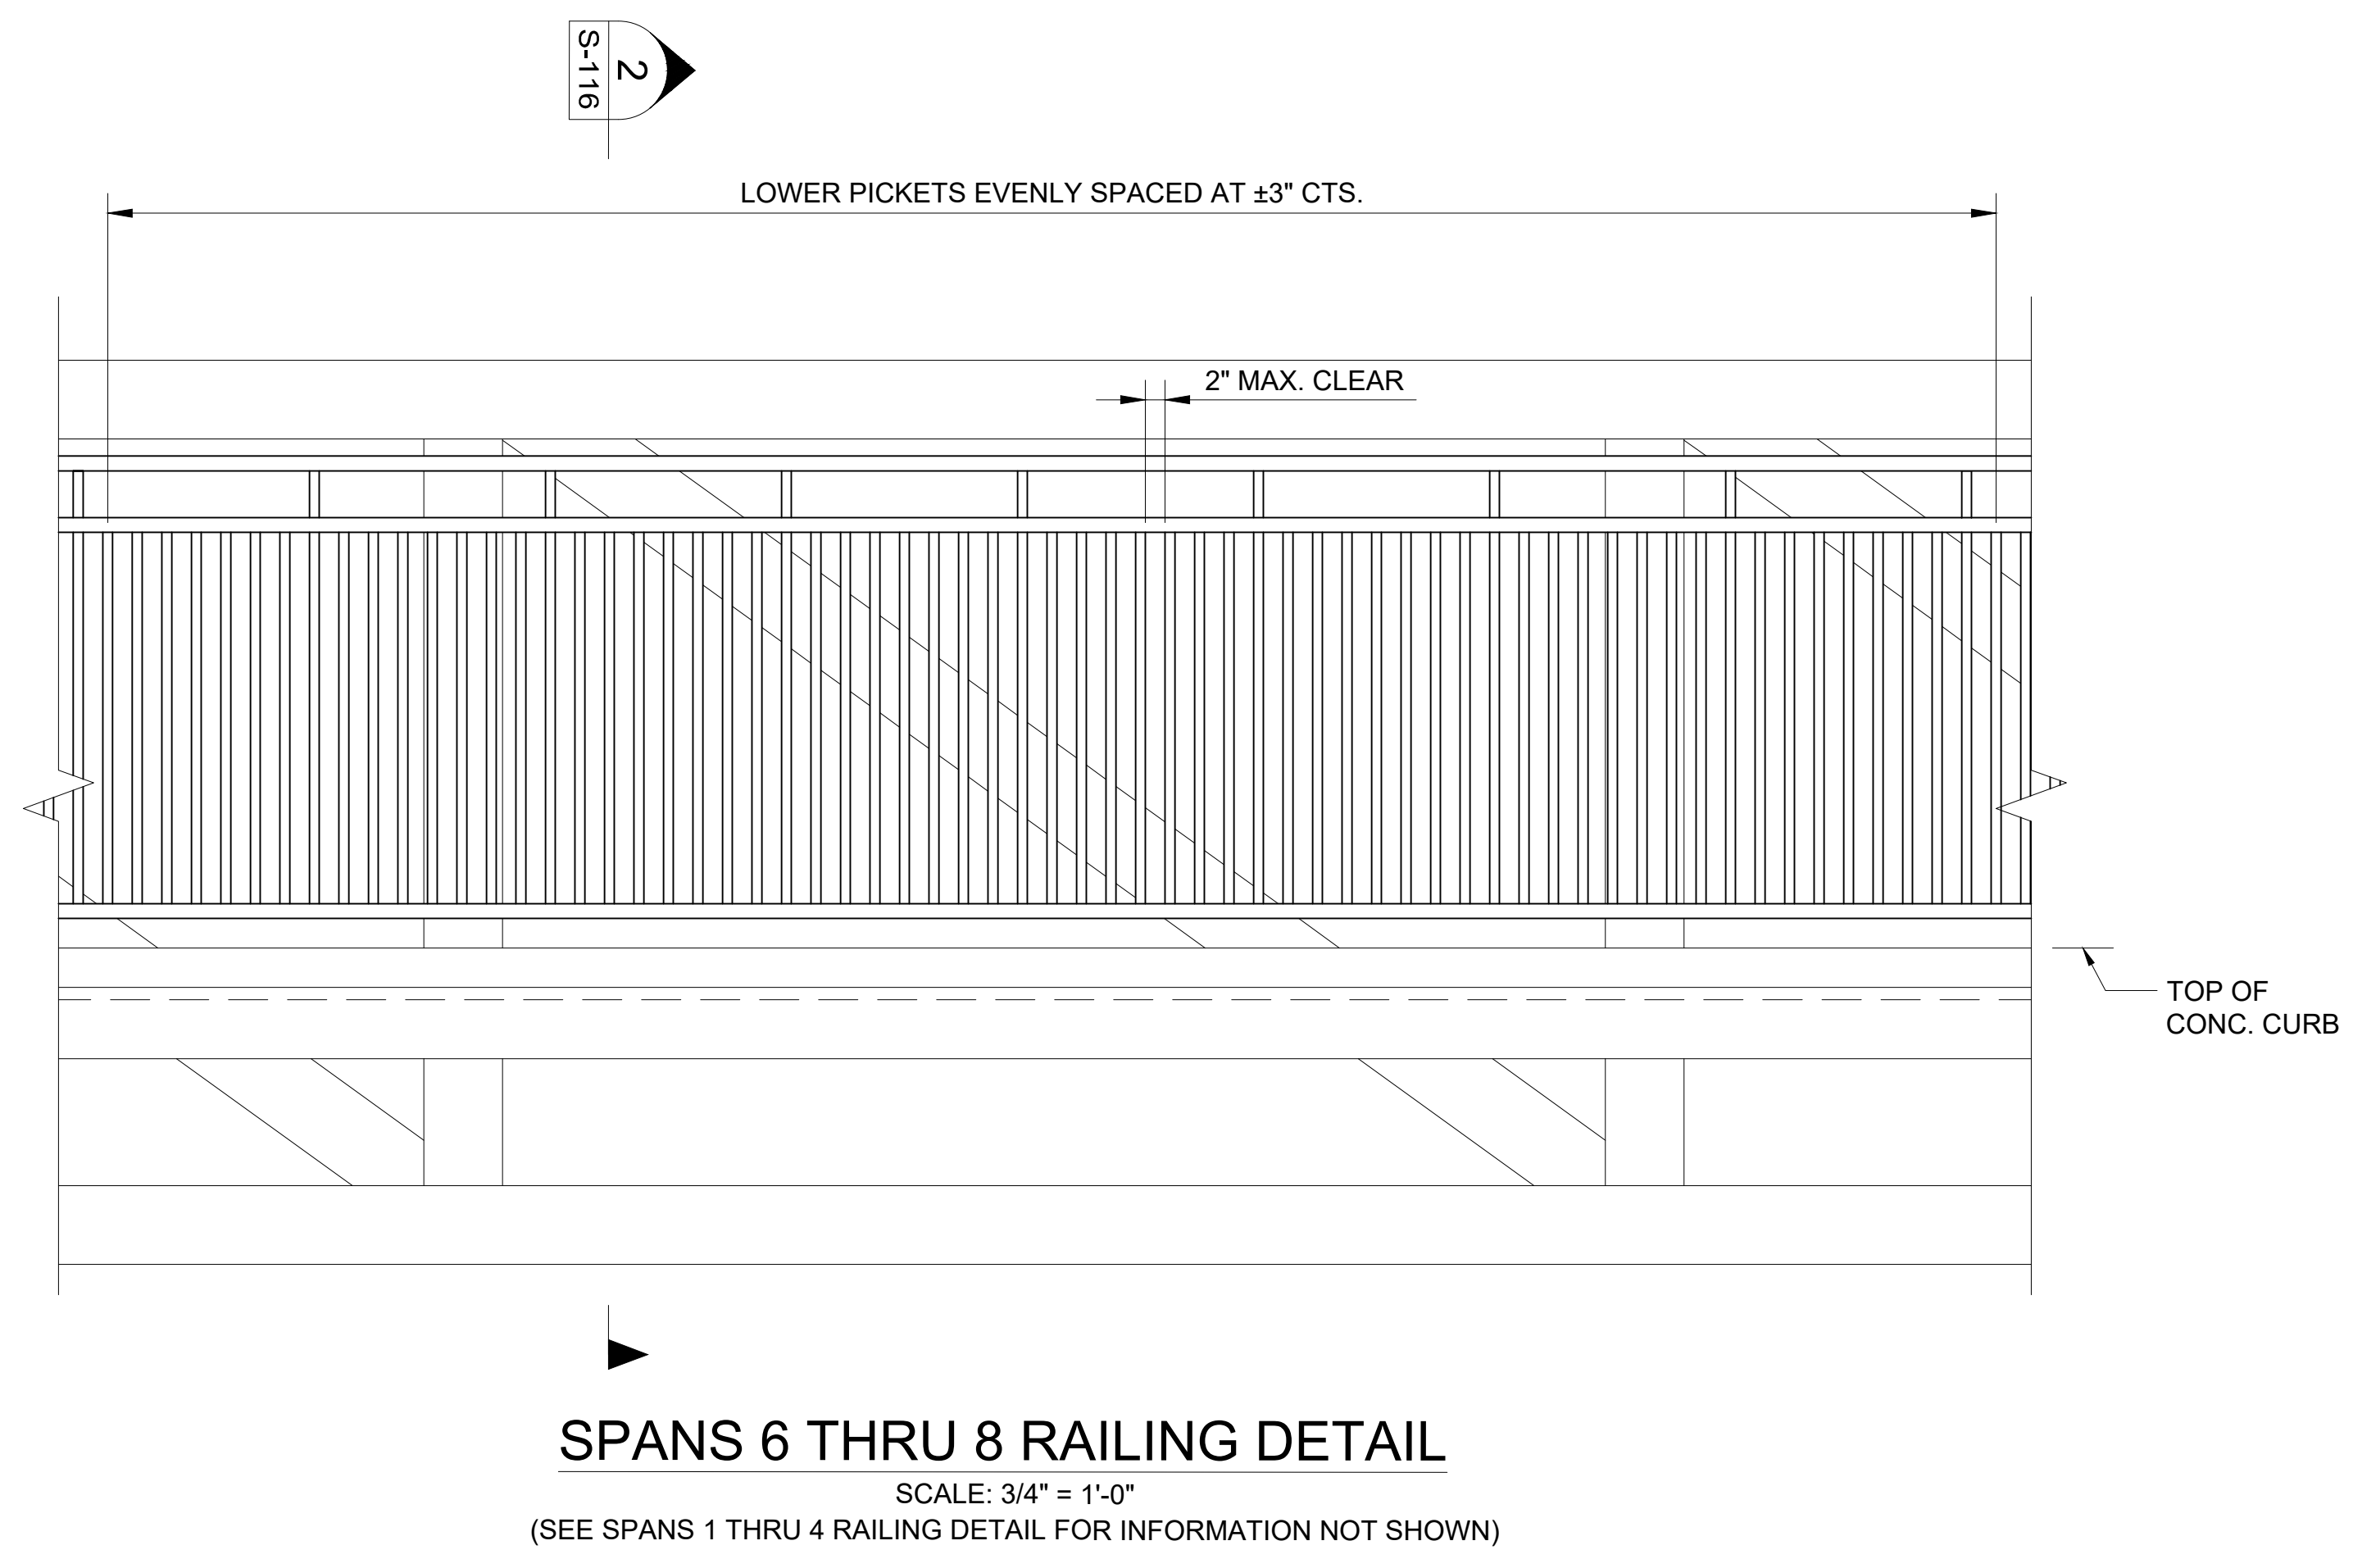 2
S-116
LOWER PICKETS EVENLY SPACED AT ±3" CTS.
2" MAX. CLEAR
TOP OF
CONC. CURB
SPANS 6 THRU 8 RAILING DETAIL
SCALE: 3/4" = 1'-0"
(SEE SPANS 1 THRU 4 RAILING DETAIL FOR INFORMATION NOT SHOWN)